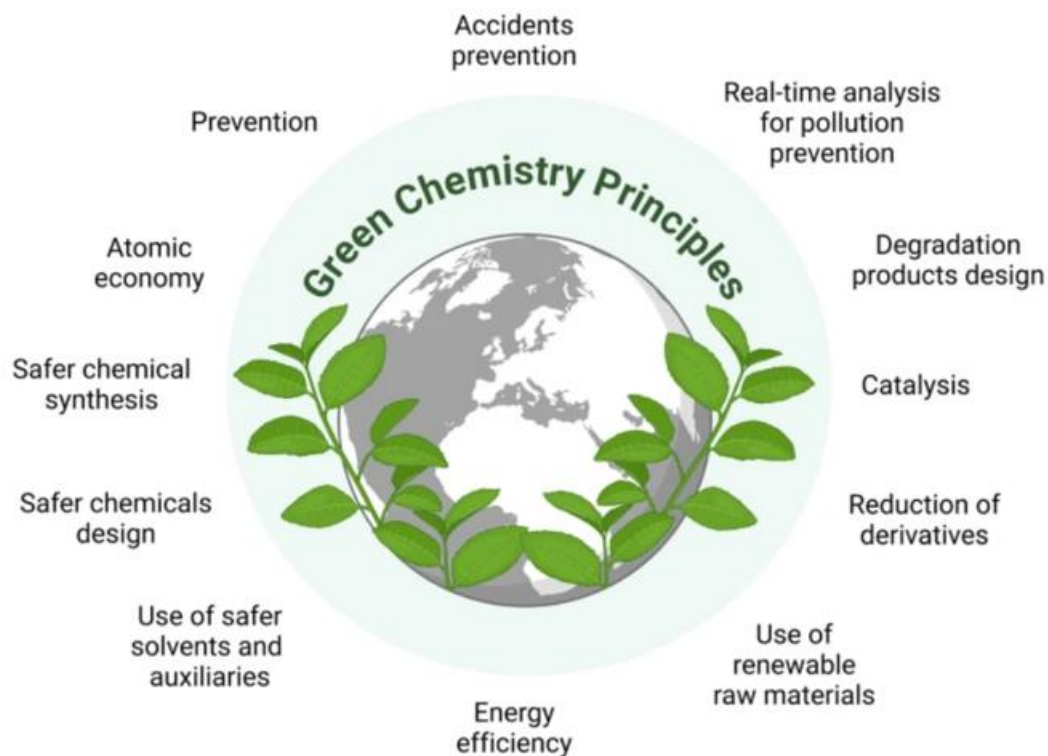 Accidents
prevention
Real-time analysis
for pollution
prevention
Degradation
products design
Catalysis
Reduction of
derivatives
Use of
renewable
raw materials
Energy
efficiency
Use of safer
solvents and
auxiliaries
Safer chemicals
design
Safer chemical
synthesis
Atomic
economy
Prevention
Green Chemistry Principles